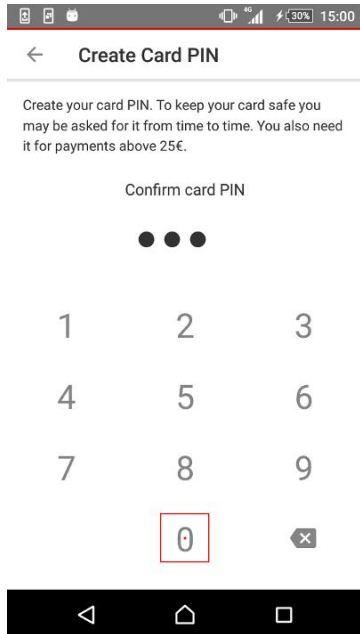 4G 30% 15:00
Create Card PIN
Create your card PIN. To keep your card safe you
may be asked for it from time to time. You also need
it for payments above 25€.
Confirm card PIN
1 2 3
4 5 6
7 8 9
0